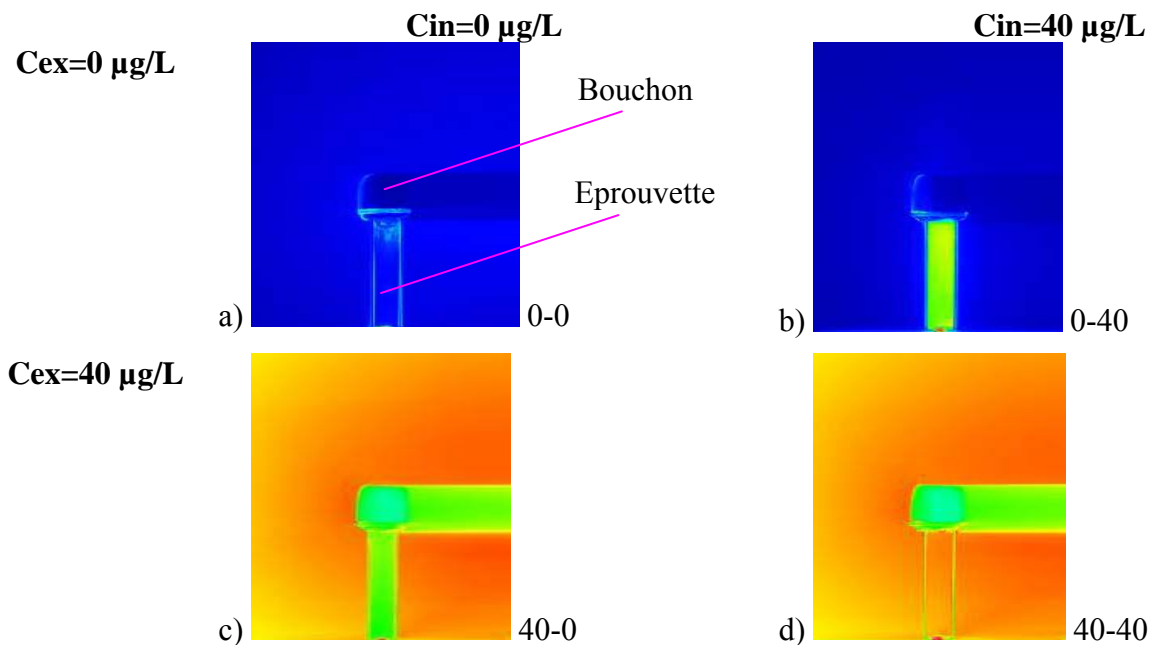 Cin=0 µg/L
Cin=40 µg/L
Cex=0 µg/L
Bouchon
Eprouvette
a)
0-0
b)
0-40
Cex=40 µg/L
c)
40-0
d)
40-40